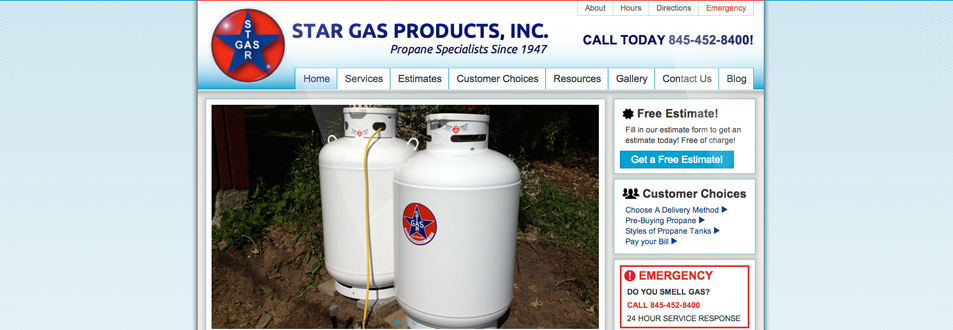 About
Hours
Directions
Emergency
STAR
GAS
STAR GAS PRODUCTS, INC.
Propane Specialists Since 1947
CALL TODAY 845-452-8400!
Home
Services
Estimates
Customer Choices
Resources
Gallery
Contact Us
Blog
STAR
GAS
Free Estimate!
Fill in our estimate form to get an
estimate today! Free of charge!
Get a Free Estimate!
Customer Choices
Choose A Delivery Method
Pre-Buying Propane
Styles of Propane Tanks
Pay your Bill
EMERGENCY
DO YOU SMELL GAS?
CALL 845-452-8400
24 HOUR SERVICE RESPONSE